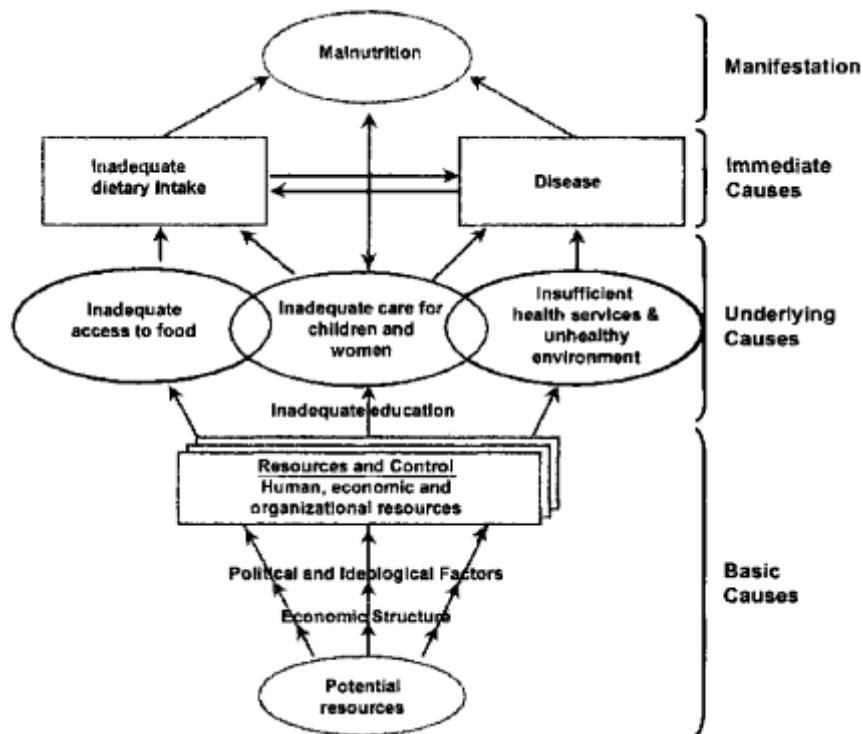 Malnutrition
Manifestation
Inadequate
dietary intake
Disease
Immediate
Causes
Inadequate
access to food
Inadequate care for
children and
women
Insufficient
health services &
unhealthy
environment
Underlying
Causes
Inadequate education
Resources and Control
Human, economic and
organizational resources
Political and Ideological Factors
Economic Structure
Basic
Causes
Potential
resources